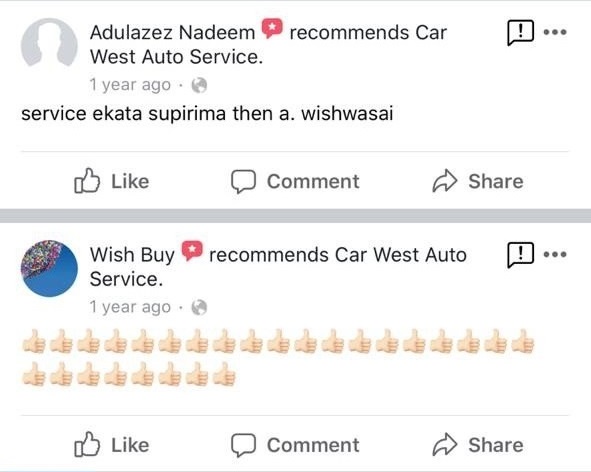 Adulazez Nadeem recommends Car
West Auto Service.
1 year ago ·
service ekata supirima then a. wishwasai
Like Comment Share
Wish Buy recommends Car West Auto
Service.
1 year ago ·
👍🏻👍🏻👍🏻👍🏻👍🏻👍🏻👍🏻👍🏻👍🏻👍🏻👍🏻👍🏻👍🏻👍🏻👍🏻👍🏻👍🏻👍🏻👍🏻
👍🏻👍🏻👍🏻👍🏻👍🏻👍🏻👍🏻👍🏻
Like Comment Share